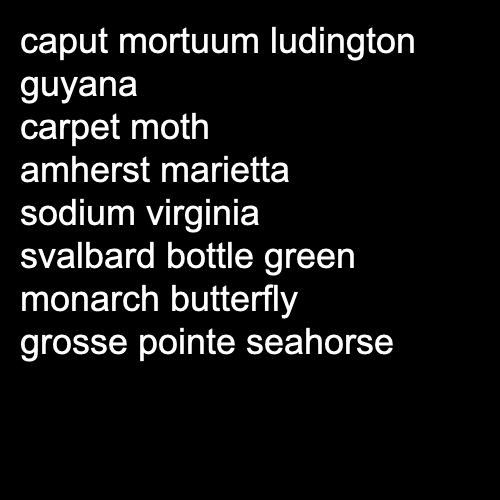 caput mortuum ludington
guyana
carpet moth
amherst marietta
sodium virginia
svalbard bottle green
monarch butterfly
grosse pointe seahorse